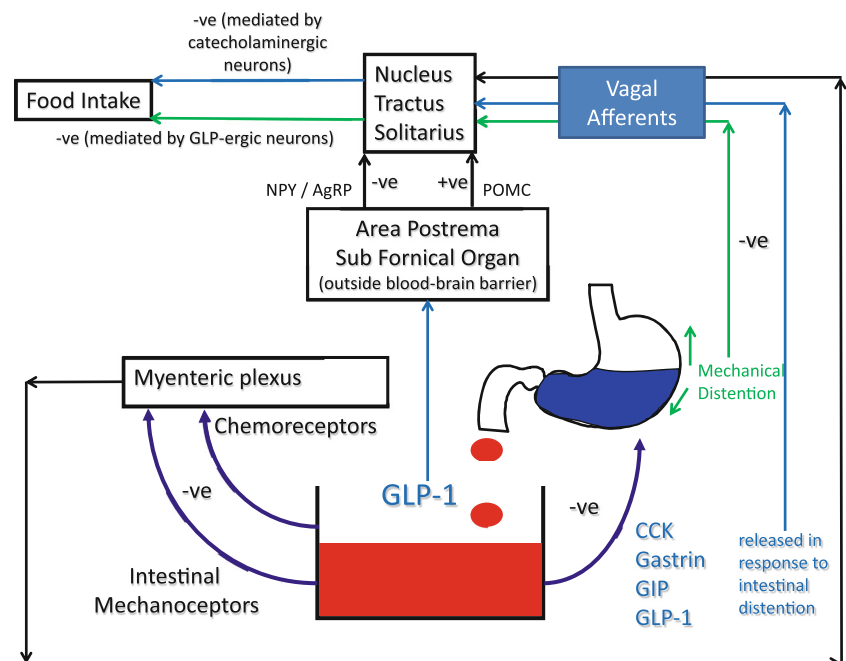 -ve (mediated by
catecholaminergic
neurons)
Food Intake
-ve (mediated by GLP-ergic neurons)
Nucleus
Tractus
Solitarius
Vagal
Afferents
NPY / AgRP
-ve
+ve
POMC
Area Postrema
Sub Fornical Organ
(outside blood-brain barrier)
-ve
Mechanical
Distention
Myenteric plexus
Chemoreceptors
-ve
GLP-1
-ve
Intestinal
Mechanoceptors
CCK
Gastrin
GIP
GLP-1
released in
response to
intestinal
distention